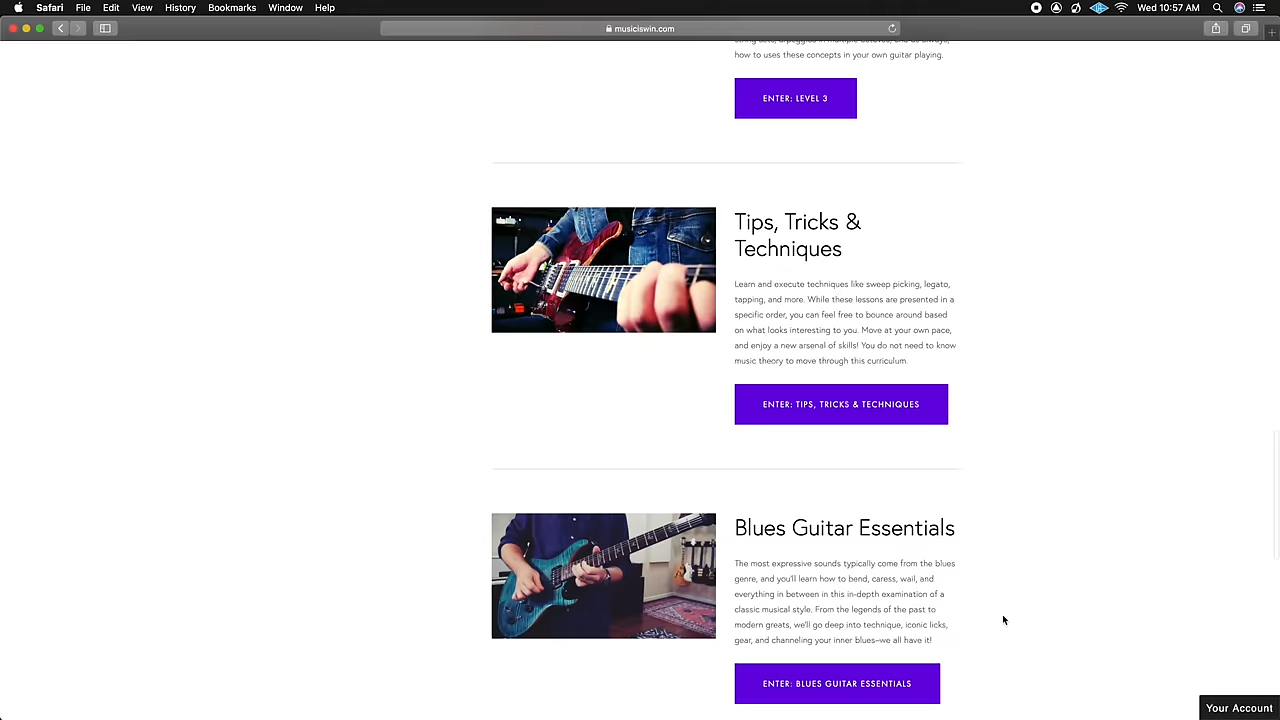 Safari File Edit View History Bookmarks Window Help Wed 10:57 AM
musiciswin.com
how to uses these concepts in your own guitar playing.
ENTER: LEVEL 3
Tips, Tricks &
Techniques
Learn and execute techniques like sweep picking, legato,
tapping, and more. While these lessons are presented in a
specific order, you can feel free to bounce around based
on what looks interesting to you. Move at your own pace,
and enjoy a new arsenal of skills! You do not need to know
music theory to move through this curriculum.
ENTER: TIPS, TRICKS & TECHNIQUES
Blues Guitar Essentials
The most expressive sounds typically come from the blues
genre, and you'll learn how to bend, caress, wail, and
everything in between in this in-depth examination of a
classic musical style. From the legends of the past to
modern greats, we'll go deep into technique, iconic licks,
gear, and channeling your inner blues–we all have it!
ENTER: BLUES GUITAR ESSENTIALS
Your Account